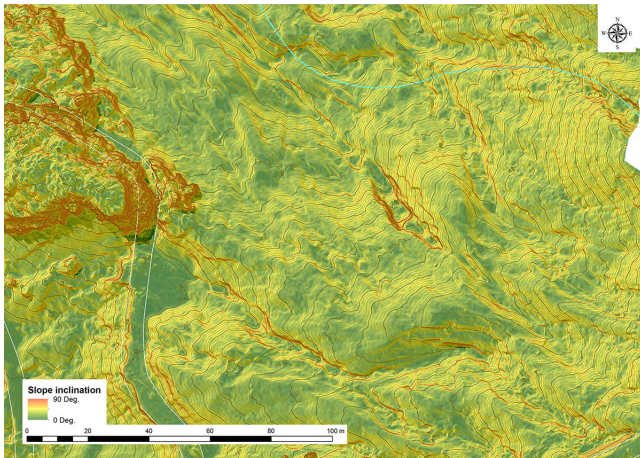 N
W E
S
Slope inclination
90 Deg.
0 Deg.
0 20 40 60 80 100 m